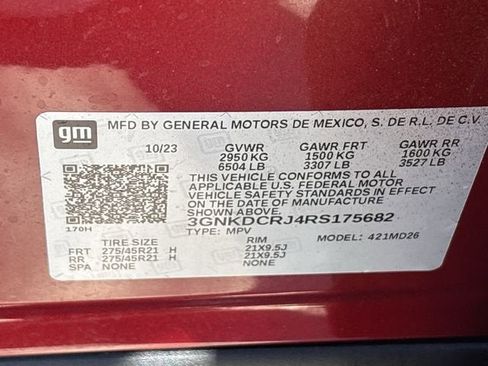 gm
MFD BY GENERAL MOTORS DE MEXICO, S. DE R.L. DE C.V.
10/23 GVWR GAWR FRT GAWR RR
2950 KG 1500 KG 1600 KG
6504 LB 3307 LB 3527 LB
THIS VEHICLE CONFORMS TO ALL
APPLICABLE U.S. FEDERAL MOTOR
VEHICLE SAFETY STANDARDS IN EFFECT
ON THE DATE OF MANUFACTURE
SHOWN ABOVE.
3GNKDCRJ4RS175682
170H
TYPE: MPV MODEL: 421MD26
TIRE SIZE RIM
FRT 275/45R21 H 21X9.5J
RR 275/45R21 H 21X9.5J
SPA NONE NONE